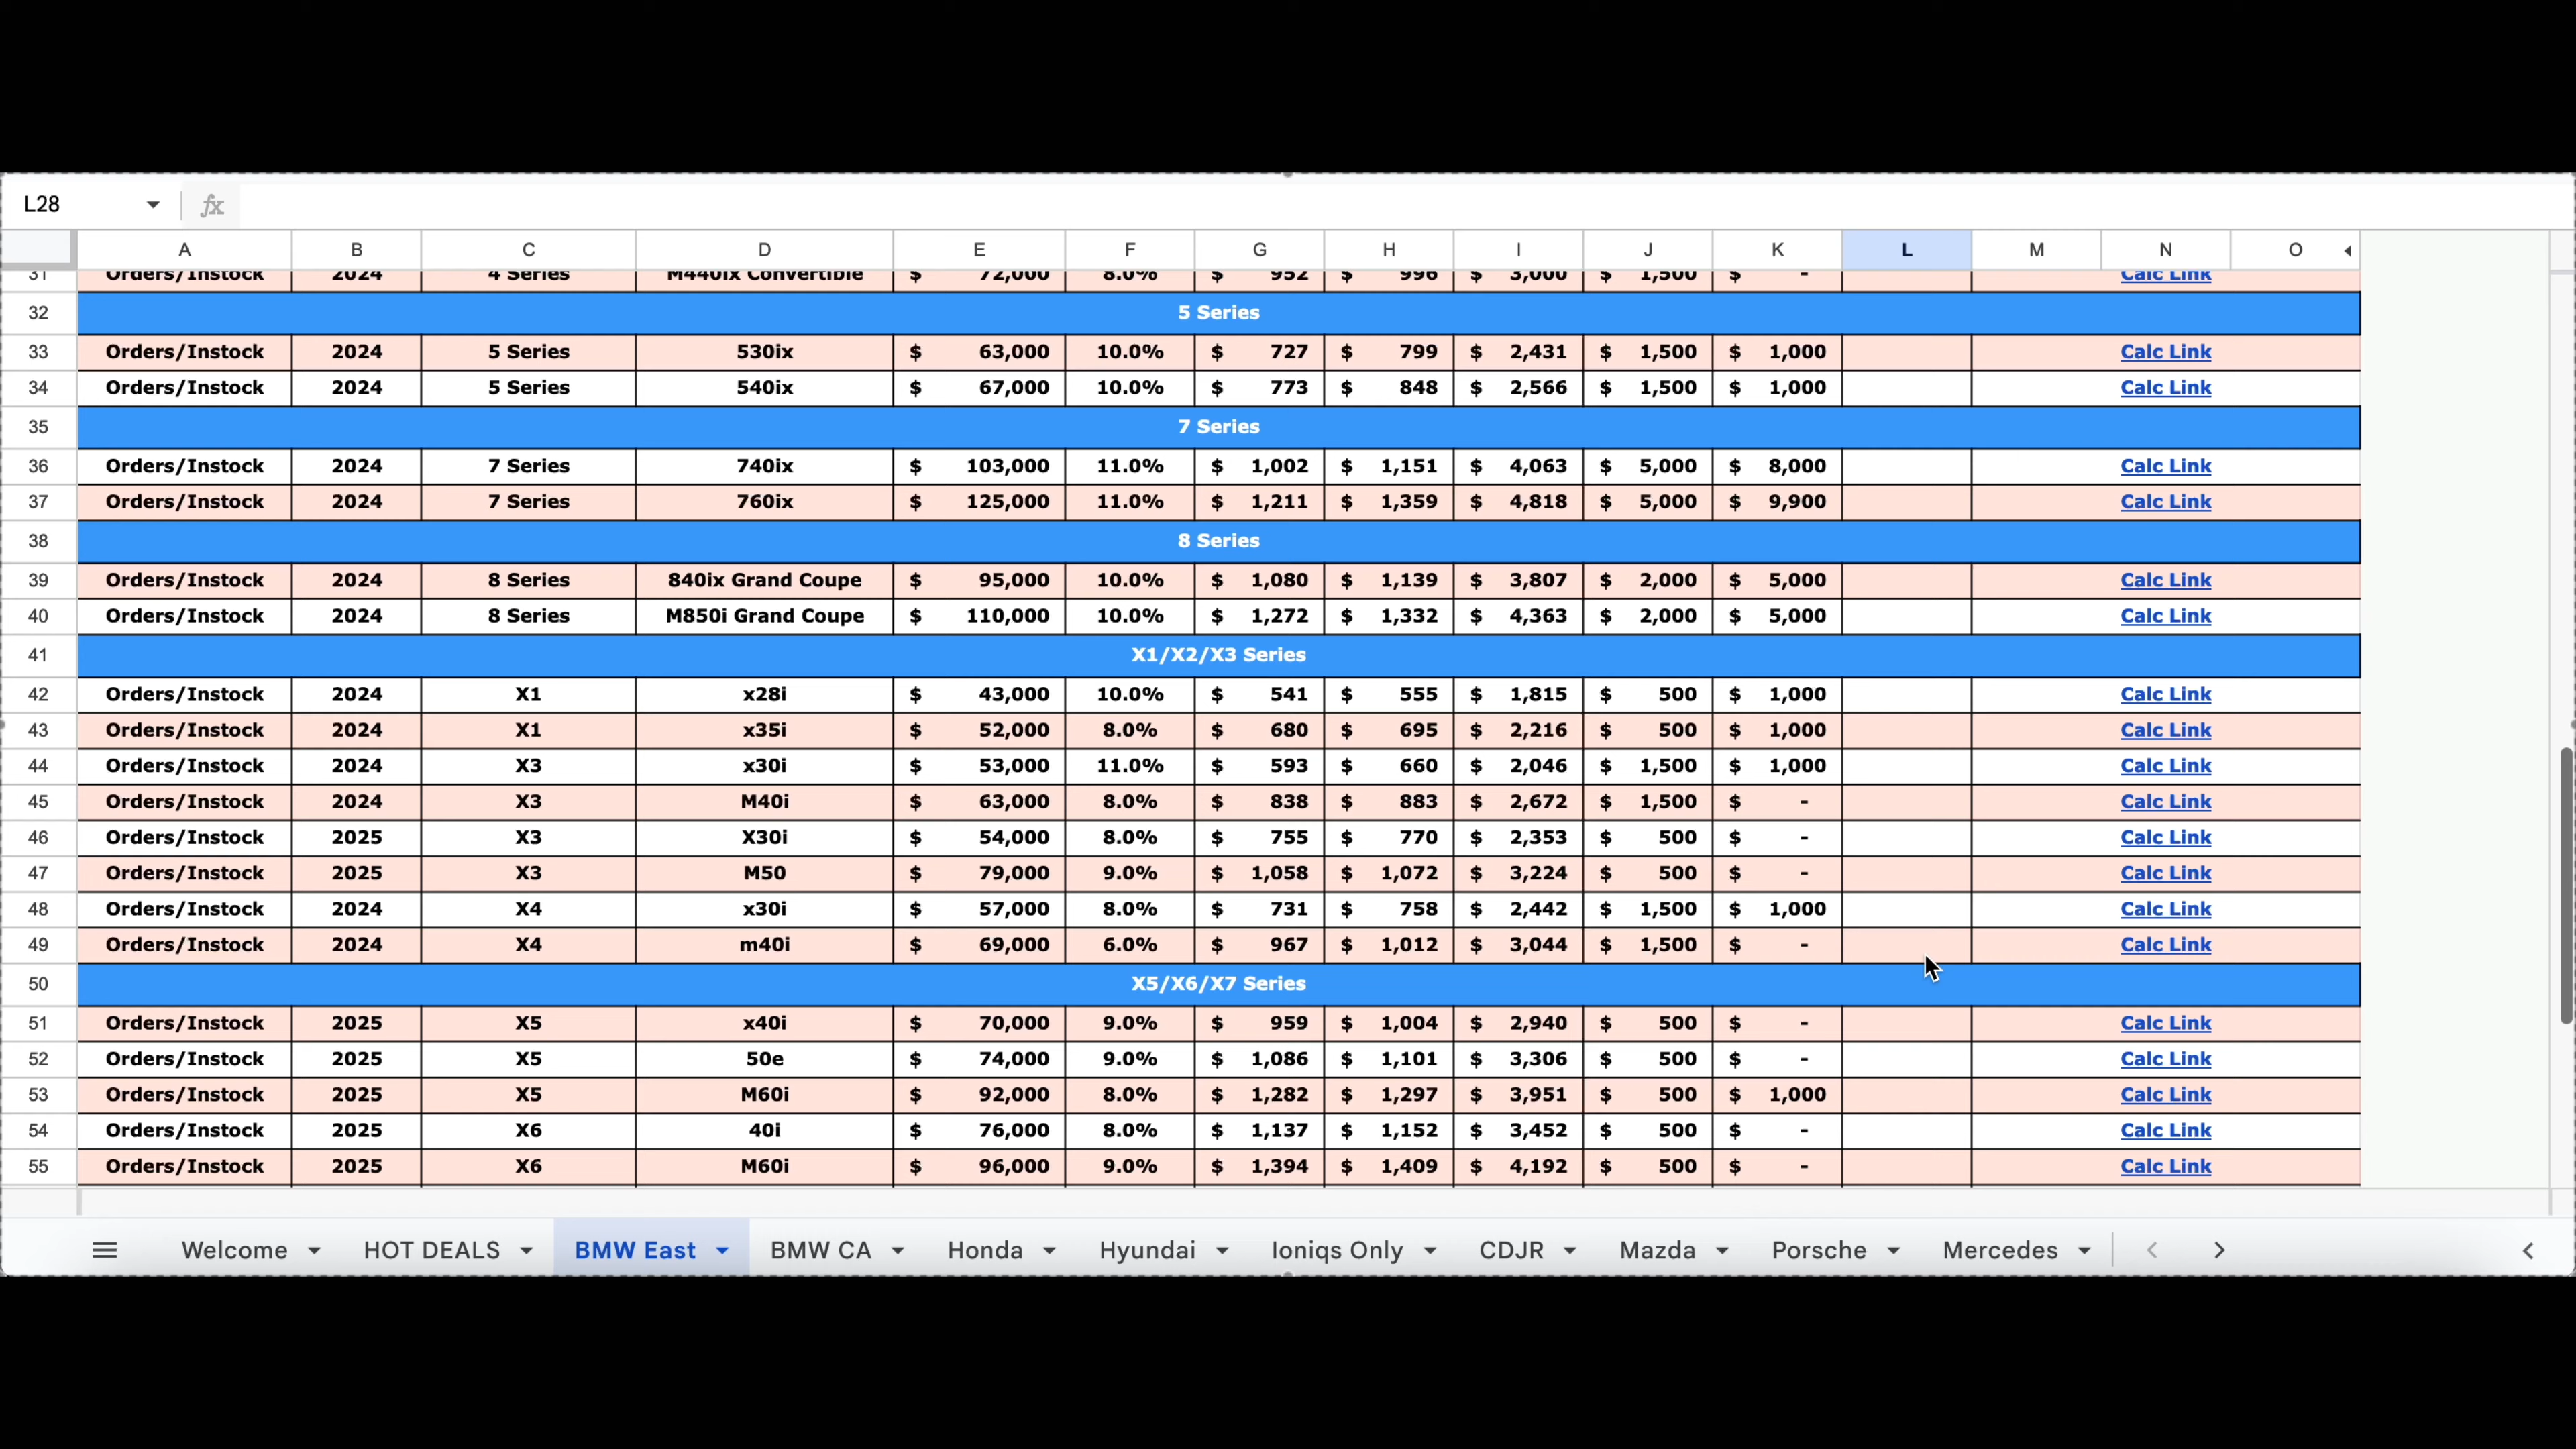 L28 fx
A B C D E F G H I J K L M N O
31 Orders/Instock 2024 4 Series M440ix Convertible $ 72,000 8.0% $ 952 $ 996 $ 3,000 $ 1,500 $ - Calc Link
32 5 Series
33 Orders/Instock 2024 5 Series 530ix $ 63,000 10.0% $ 727 $ 799 $ 2,431 $ 1,500 $ 1,000 Calc Link
34 Orders/Instock 2024 5 Series 540ix $ 67,000 10.0% $ 773 $ 848 $ 2,566 $ 1,500 $ 1,000 Calc Link
35 7 Series
36 Orders/Instock 2024 7 Series 740ix $ 103,000 11.0% $ 1,002 $ 1,151 $ 4,063 $ 5,000 $ 8,000 Calc Link
37 Orders/Instock 2024 7 Series 760ix $ 125,000 11.0% $ 1,211 $ 1,359 $ 4,818 $ 5,000 $ 9,900 Calc Link
38 8 Series
39 Orders/Instock 2024 8 Series 840ix Grand Coupe $ 95,000 10.0% $ 1,080 $ 1,139 $ 3,807 $ 2,000 $ 5,000 Calc Link
40 Orders/Instock 2024 8 Series M850i Grand Coupe $ 110,000 10.0% $ 1,272 $ 1,332 $ 4,363 $ 2,000 $ 5,000 Calc Link
41 X1/X2/X3 Series
42 Orders/Instock 2024 X1 x28i $ 43,000 10.0% $ 541 $ 555 $ 1,815 $ 500 $ 1,000 Calc Link
43 Orders/Instock 2024 X1 x35i $ 52,000 8.0% $ 680 $ 695 $ 2,216 $ 500 $ 1,000 Calc Link
44 Orders/Instock 2024 X3 x30i $ 53,000 11.0% $ 593 $ 660 $ 2,046 $ 1,500 $ 1,000 Calc Link
45 Orders/Instock 2024 X3 M40i $ 63,000 8.0% $ 838 $ 883 $ 2,672 $ 1,500 $ - Calc Link
46 Orders/Instock 2025 X3 X30i $ 54,000 8.0% $ 755 $ 770 $ 2,353 $ 500 $ - Calc Link
47 Orders/Instock 2025 X3 M50 $ 79,000 9.0% $ 1,058 $ 1,072 $ 3,224 $ 500 $ - Calc Link
48 Orders/Instock 2024 X4 x30i $ 57,000 8.0% $ 731 $ 758 $ 2,442 $ 1,500 $ 1,000 Calc Link
49 Orders/Instock 2024 X4 m40i $ 69,000 6.0% $ 967 $ 1,012 $ 3,044 $ 1,500 $ - Calc Link
50 X5/X6/X7 Series
51 Orders/Instock 2025 X5 x40i $ 70,000 9.0% $ 959 $ 1,004 $ 2,940 $ 500 $ - Calc Link
52 Orders/Instock 2025 X5 50e $ 74,000 9.0% $ 1,086 $ 1,101 $ 3,306 $ 500 $ - Calc Link
53 Orders/Instock 2025 X5 M60i $ 92,000 8.0% $ 1,282 $ 1,297 $ 3,951 $ 500 $ 1,000 Calc Link
54 Orders/Instock 2025 X6 40i $ 76,000 8.0% $ 1,137 $ 1,152 $ 3,452 $ 500 $ - Calc Link
55 Orders/Instock 2025 X6 M60i $ 96,000 9.0% $ 1,394 $ 1,409 $ 4,192 $ 500 $ - Calc Link
Welcome HOT DEALS BMW East BMW CA Honda Hyundai Ioniqs Only CDJR Mazda Porsche Mercedes